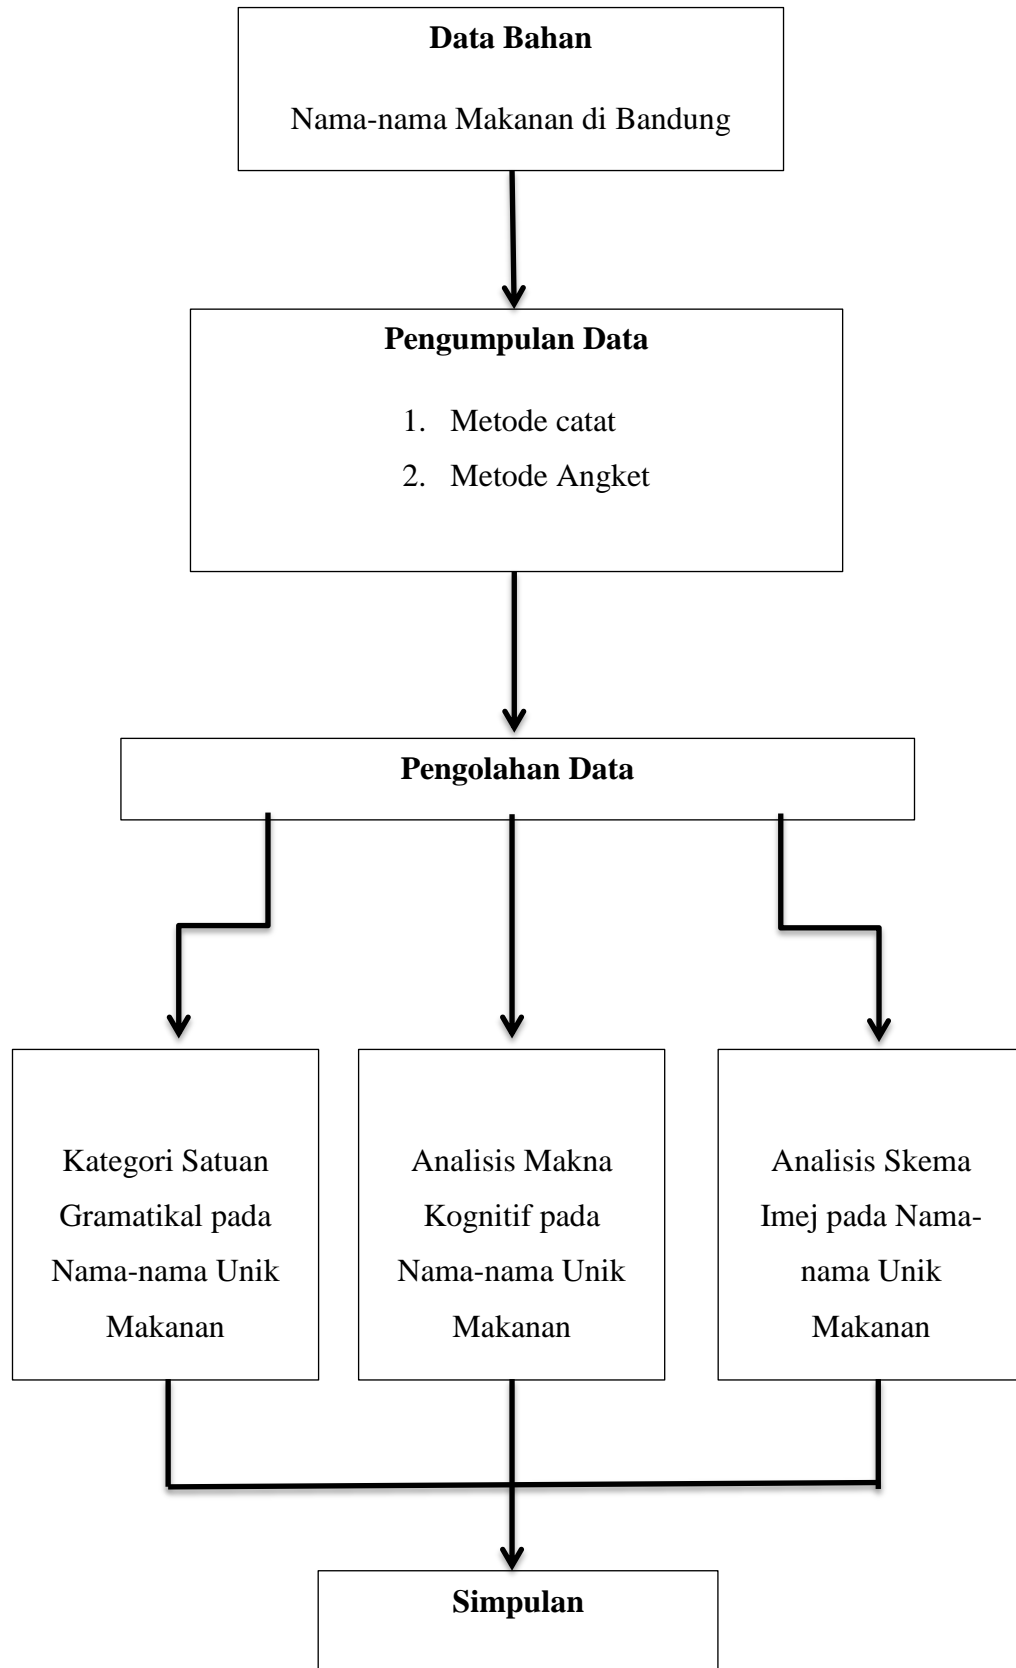 Data Bahan
Nama-nama Makanan di Bandung
Pengumpulan Data
1. Metode catat
2. Metode Angket
Pengolahan Data
Kategori Satuan
Gramatikal pada
Nama-nama Unik
Makanan
Analisis Makna
Kognitif pada
Nama-nama Unik
Makanan
Analisis Skema
Imej pada Nama-
nama Unik
Makanan
Simpulan